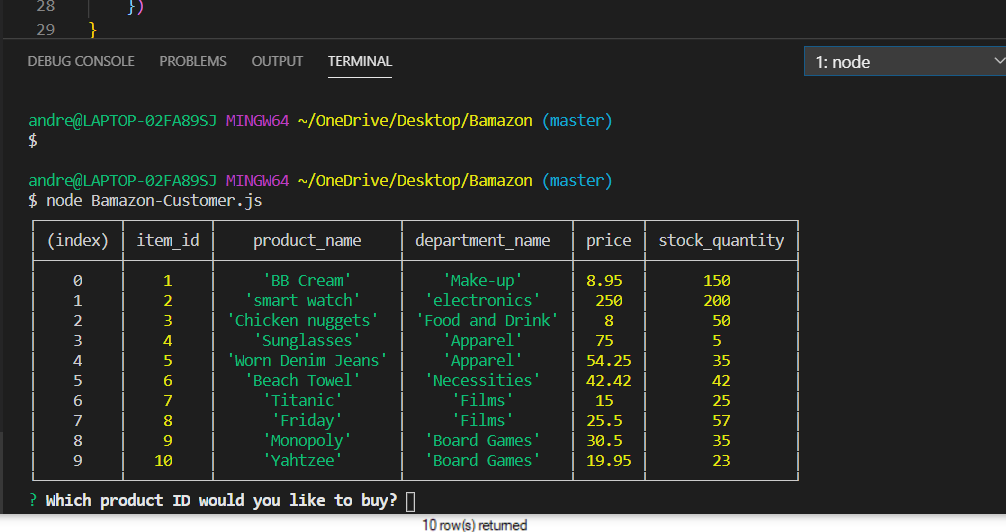 28 })
29 }
DEBUG CONSOLE PROBLEMS OUTPUT TERMINAL 1: node
andre@LAPTOP-02FA89SJ MINGW64 ~/OneDrive/Desktop/Bamazon (master)
$
andre@LAPTOP-02FA89SJ MINGW64 ~/OneDrive/Desktop/Bamazon (master)
$ node Bamazon-Customer.js
(index) item_id product_name department_name price stock_quantity
0 1 'BB Cream' 'Make-up' 8.95 150
1 2 'smart watch' 'electronics' 250 200
2 3 'Chicken nuggets' 'Food and Drink' 8 50
3 4 'Sunglasses' 'Apparel' 75 5
4 5 'Worn Denim Jeans' 'Apparel' 54.25 35
5 6 'Beach Towel' 'Necessities' 42.42 42
6 7 'Titanic' 'Films' 15 25
7 8 'Friday' 'Films' 25.5 57
8 9 'Monopoly' 'Board Games' 30.5 35
9 10 'Yahtzee' 'Board Games' 19.95 23
? Which product ID would you like to buy?
10 row(s) returned